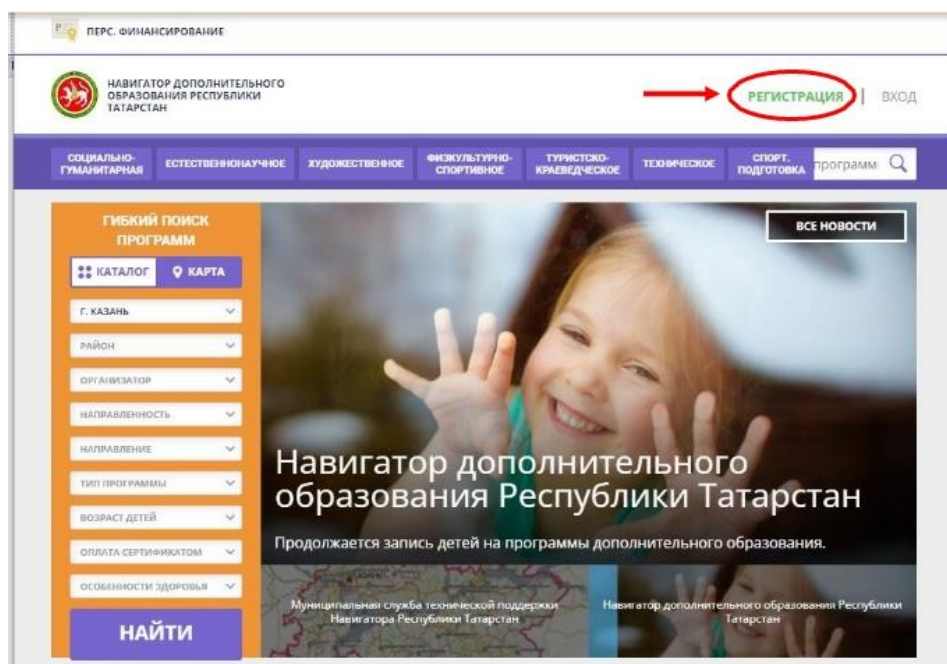 ПЕРС. ФИНАНСИРОВАНИЕ
НАВИГАТОР ДОПОЛНИТЕЛЬНОГО
ОБРАЗОВАНИЯ РЕСПУБЛИКИ
ТАТАРСТАН
РЕГИСТРАЦИЯ | ВХОД
СОЦИАЛЬНО-
ГУМАНИТАРНАЯ
ЕСТЕСТВЕННОНАУЧНОЕ
ХУДОЖЕСТВЕННОЕ
ФИЗКУЛЬТУРНО-
СПОРТИВНОЕ
ТУРИСТСКО-
КРАЕВЕДЧЕСКОЕ
ТЕХНИЧЕСКОЕ
СПОРТ.
ПОДГОТОВКА
программ
ГИБКИЙ ПОИСК
ПРОГРАММ
КАТАЛОГ
КАРТА
Г. КАЗАНЬ
РАЙОН
ОРГАНИЗАТОР
НАПРАВЛЕННОСТЬ
НАПРАВЛЕНИЕ
ТИП ПРОГРАММЫ
ВОЗРАСТ ДЕТЕЙ
ОПЛАТА СЕРТИФИКАТОМ
ОСОБЕННОСТИ ЗДОРОВЬЯ
НАЙТИ
ВСЕ НОВОСТИ
Навигатор дополнительного
образования Республики Татарстан
Продолжается запись детей на программы дополнительного образования.
Муниципальная служба технической поддержки
Навигатора Республики Татарстан
Навигатор дополнительного образования Республики
Татарстан